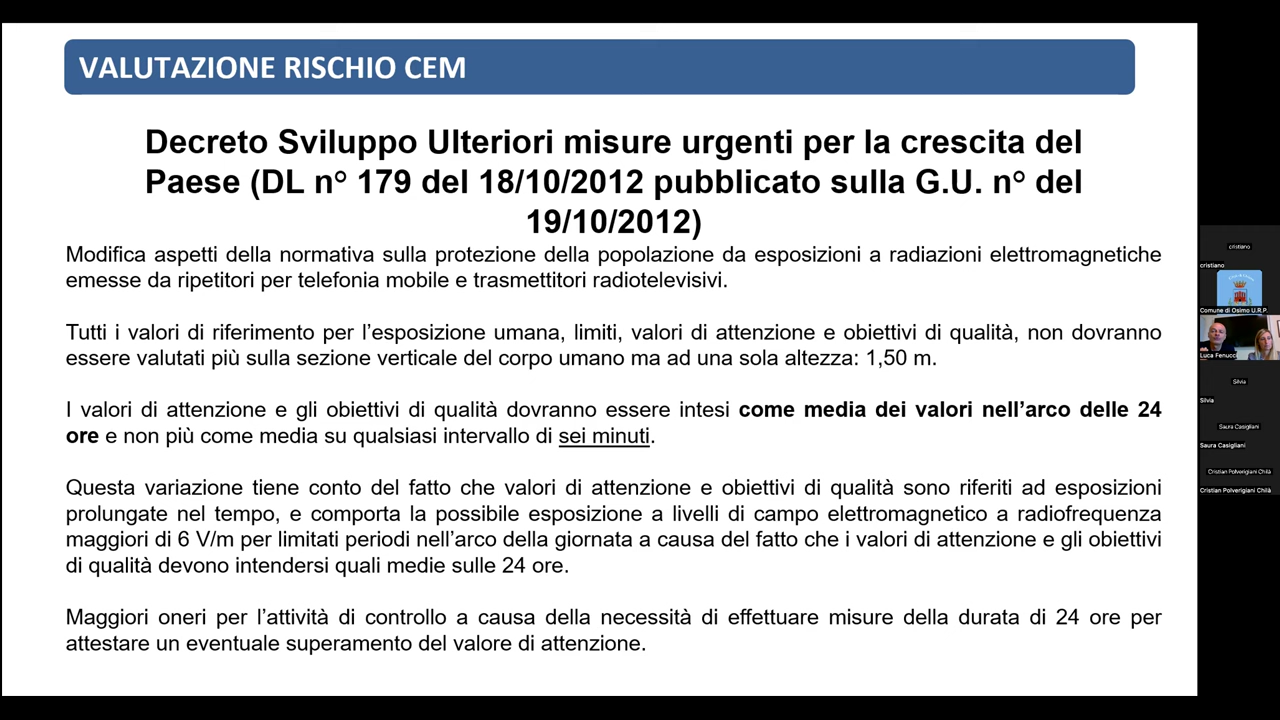 VALUTAZIONE RISCHIO CEM
Decreto Sviluppo Ulteriori misure urgenti per la crescita del
Paese (DL n° 179 del 18/10/2012 pubblicato sulla G.U. n° del
19/10/2012)
Modifica aspetti della normativa sulla protezione della popolazione da esposizioni a radiazioni elettromagnetiche
emesse da ripetitori per telefonia mobile e trasmettitori radiotelevisivi.
Tutti i valori di riferimento per l'esposizione umana, limiti, valori di attenzione e obiettivi di qualità, non dovranno
essere valutati più sulla sezione verticale del corpo umano ma ad una sola altezza: 1,50 m.
I valori di attenzione e gli obiettivi di qualità dovranno essere intesi come media dei valori nell'arco delle 24
ore e non più come media su qualsiasi intervallo di sei minuti.
Questa variazione tiene conto del fatto che valori di attenzione e obiettivi di qualità sono riferiti ad esposizioni
prolungate nel tempo, e comporta la possibile esposizione a livelli di campo elettromagnetico a radiofrequenza
maggiori di 6 V/m per limitati periodi nell'arco della giornata a causa del fatto che i valori di attenzione e gli obiettivi
di qualità devono intendersi quali medie sulle 24 ore.
Maggiori oneri per l'attività di controllo a causa della necessità di effettuare misure della durata di 24 ore per
attestare un eventuale superamento del valore di attenzione.
cristiano
cristiano
Comune di Osimo U.R.P.
Luca Fenucci
Silvia
Silvia
Saura Casigliani
Saura Casigliani
Cristian Polverigiani Chilà
Cristian Polverigiani Chilà